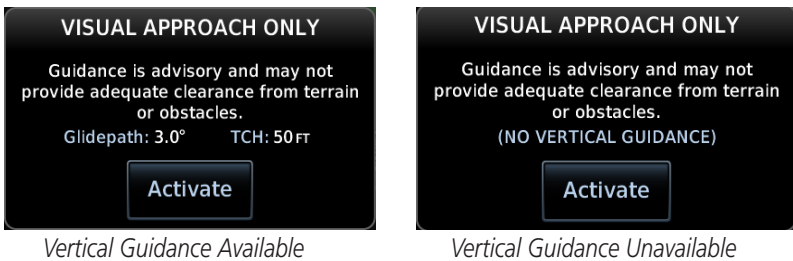 VISUAL APPROACH ONLY
Guidance is advisory and may not
provide adequate clearance from terrain
or obstacles.
Glidepath: 3.0° TCH: 50 FT
Activate
Vertical Guidance Available
VISUAL APPROACH ONLY
Guidance is advisory and may not
provide adequate clearance from terrain
or obstacles.
(NO VERTICAL GUIDANCE)
Activate
Vertical Guidance Unavailable